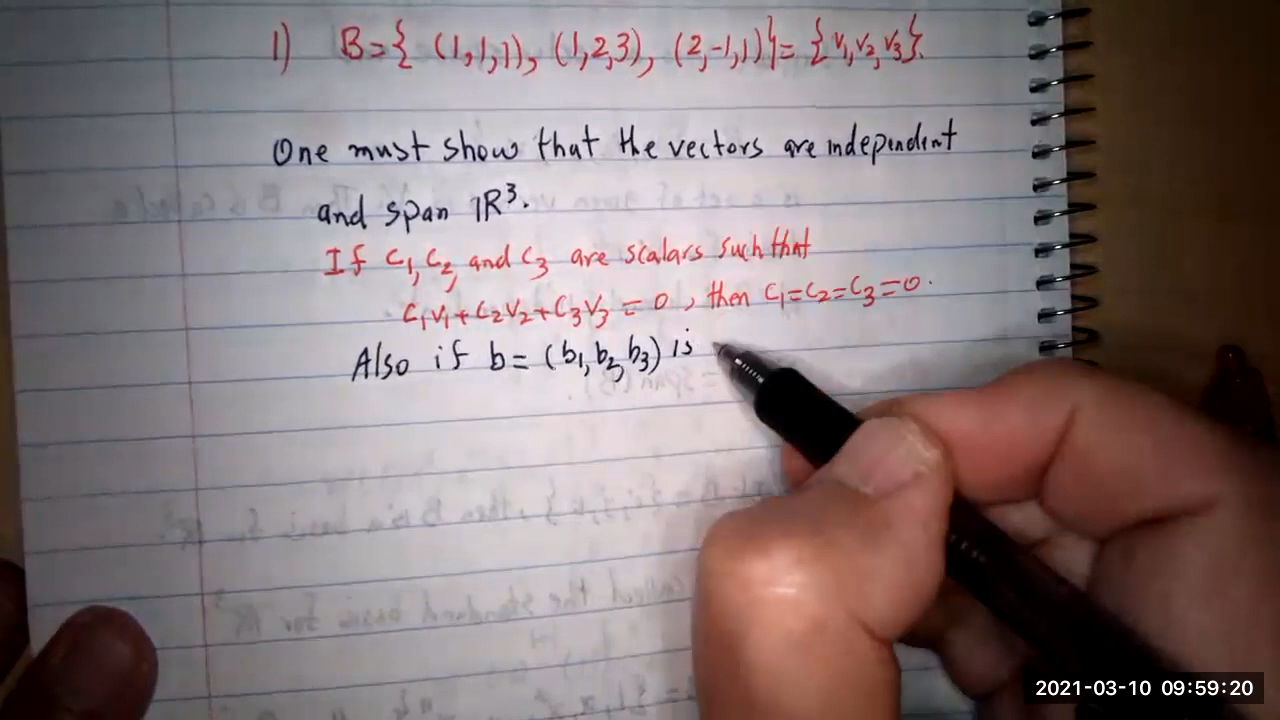 1) B = { (1,1,1), (1,2,3), (2,-1,1)} = {v₁,v₂,v₃}.
One must show that the vectors are independent
and span ℝ³.
If c₁,c₂, and c₃ are scalars such that
c₁v₁+c₂v₂+c₃v₃ = 0, then c₁=c₂=c₃=0.
Also if b = (b₁,b₂,b₃) is
2021-03-10 09:59:20